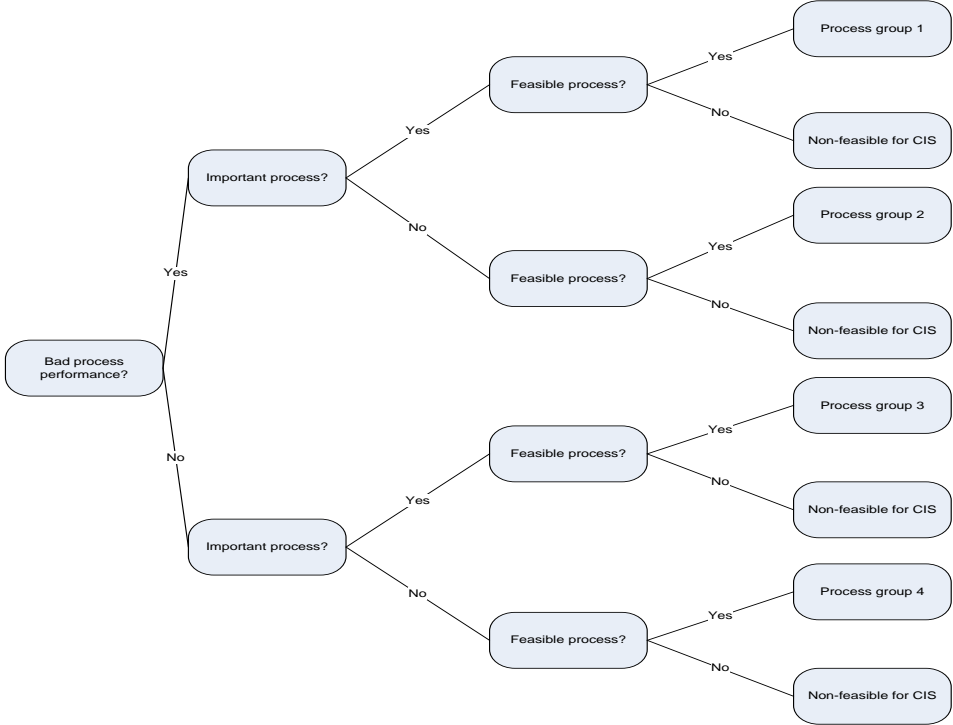 Process group 1
Yes
Feasible process?
No
Yes
Non-feasible for CIS
Important process?
Process group 2
No
Yes
Feasible process?
Yes
No
Non-feasible for CIS
Bad process
performance?
Process group 3
Yes
Feasible process?
No
No
Yes
Non-feasible for CIS
Important process?
Process group 4
No
Yes
Feasible process?
No
Non-feasible for CIS